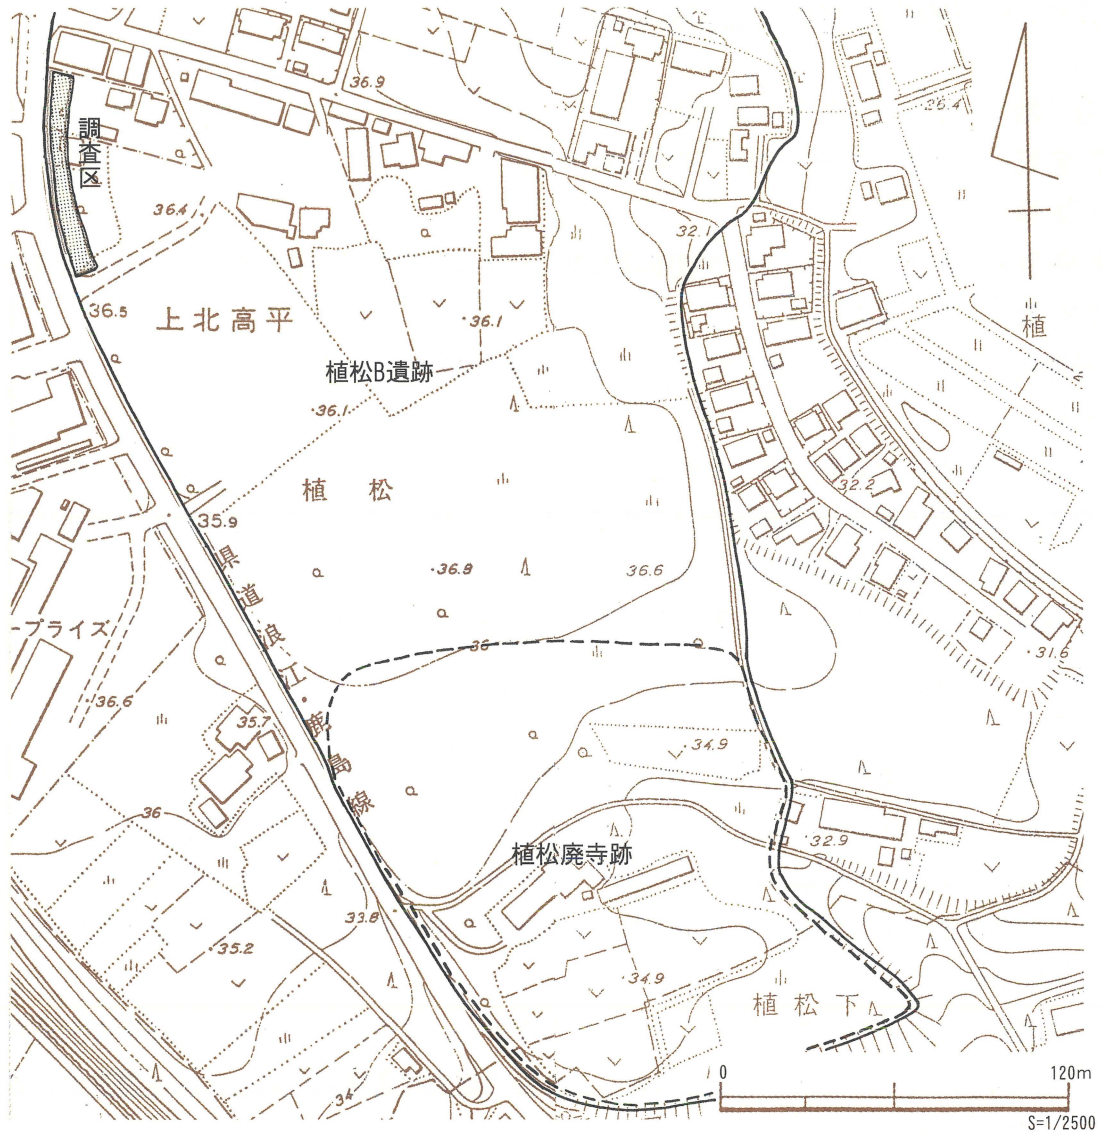 36.9
26.4
調査区
36.4
32.1
36.5
上北高平
36.1
植
植松B遺跡
36.1
植松
32.2
35.9
36.8
36.6
県道浪江・鹿島線
ープライズ
36
31.6
36.6
35.7
34.9
36
32.9
植松廃寺跡
33.8
35.2
34.9
植松下
34
0
120m
S=1/2500